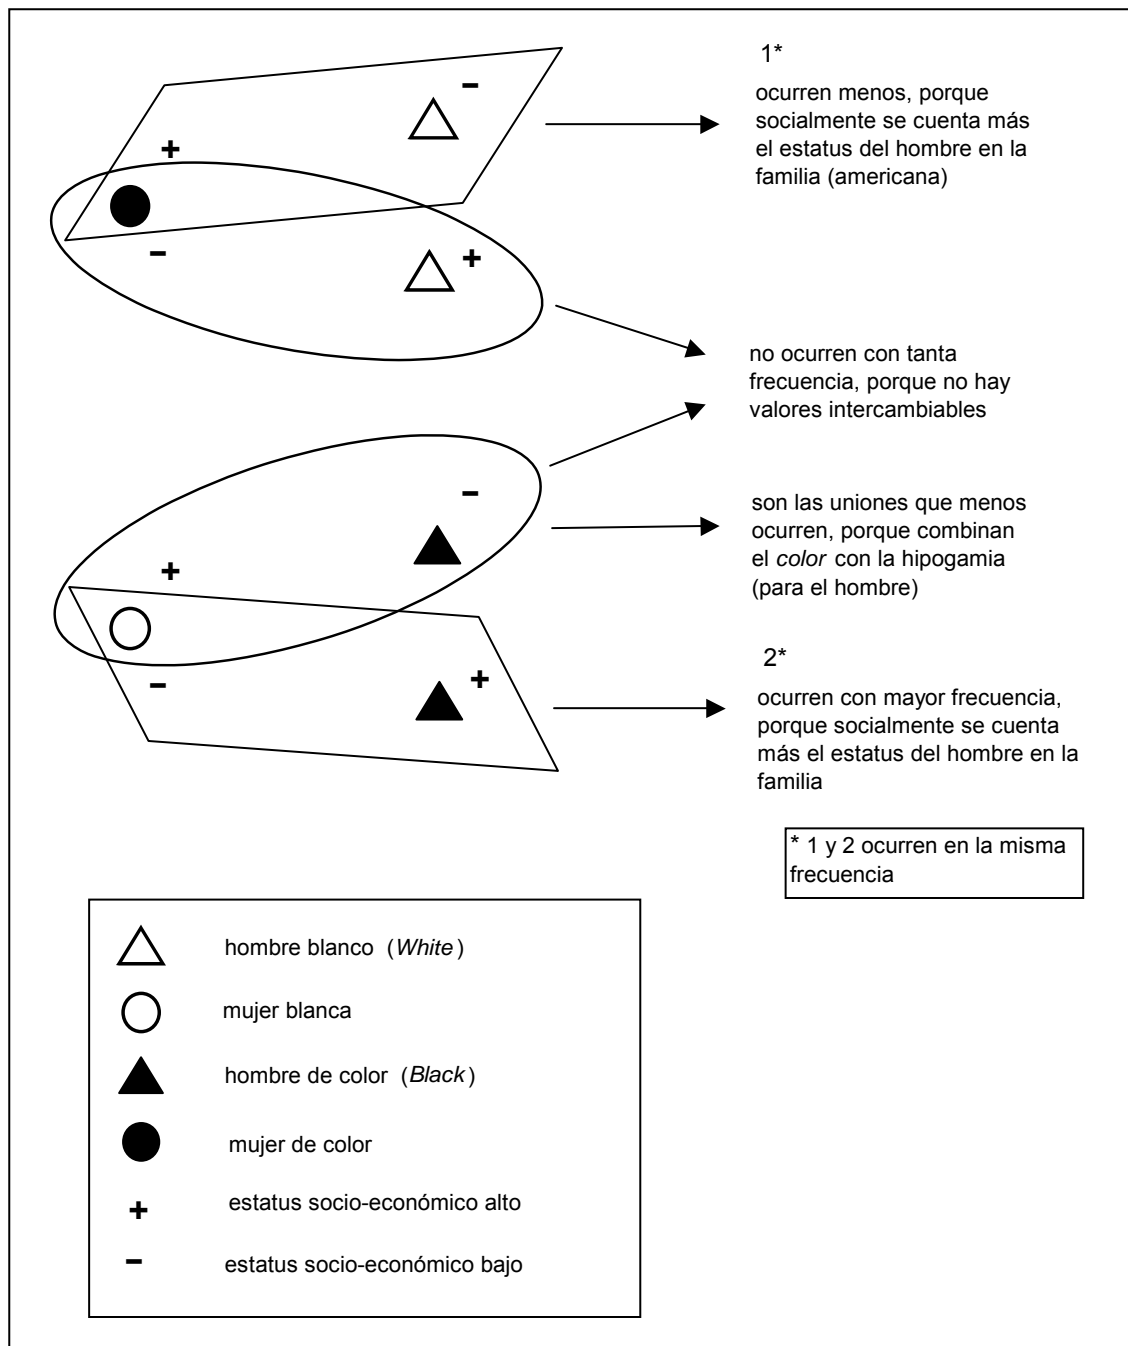 1*
ocurren menos, porque
socialmente se cuenta más
el estatus del hombre en la
familia (americana)
-
+
-
+
no ocurren con tanta
frecuencia, porque no hay
valores intercambiables
-
son las uniones que menos
ocurren, porque combinan
el color con la hipogamia
(para el hombre)
+
2*
-
+
ocurren con mayor frecuencia,
porque socialmente se cuenta
más el estatus del hombre en la
familia
* 1 y 2 ocurren en la misma
frecuencia
hombre blanco (White)
mujer blanca
hombre de color (Black)
mujer de color
+ estatus socio-económico alto
- estatus socio-económico bajo